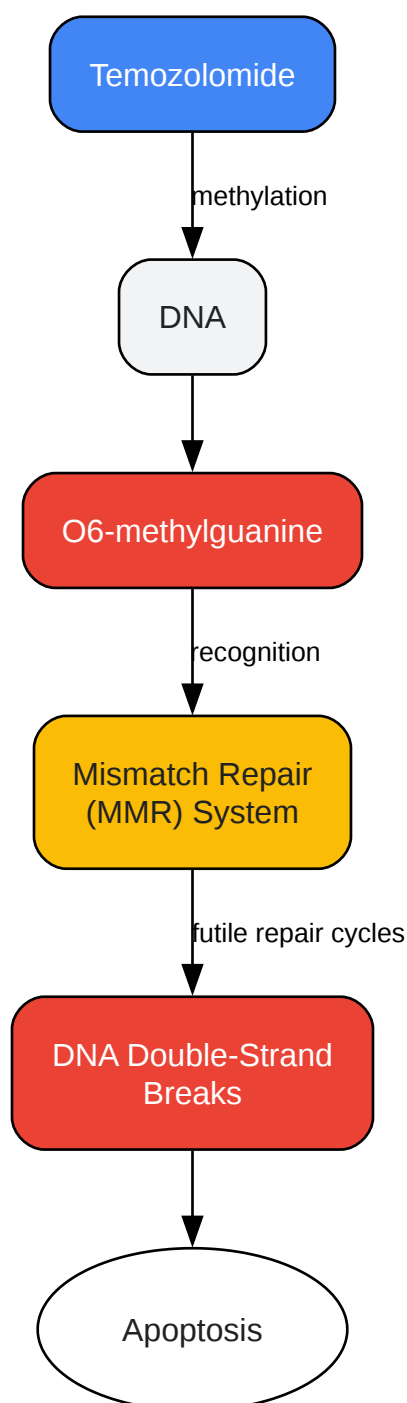 Temozolomide
methylation
DNA
O6-methylguanine
recognition
Mismatch Repair
(MMR) System
futile repair cycles
DNA Double-Strand
Breaks
Apoptosis